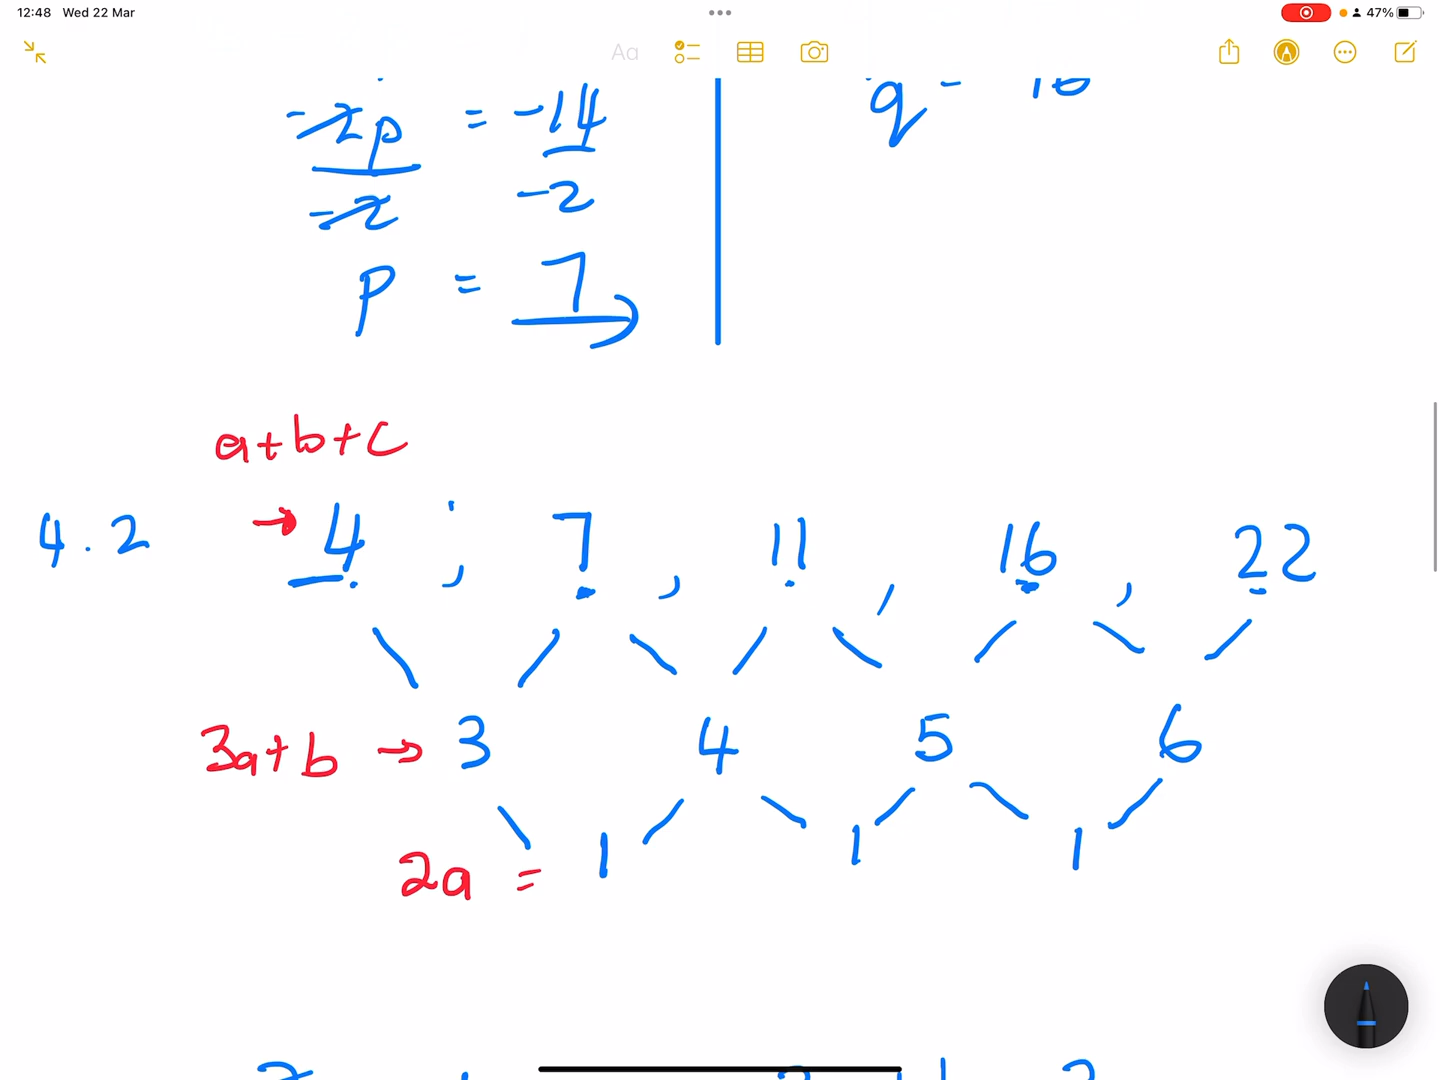 12:48 Wed 22 Mar 47%
Aa
-2p = -14
-2 -2
p = 7
q =
a+b+c
4.2 → 4 ; 7 , 11 , 16 , 22
3a+b → 3 4 5 6
2a = 1 1 1